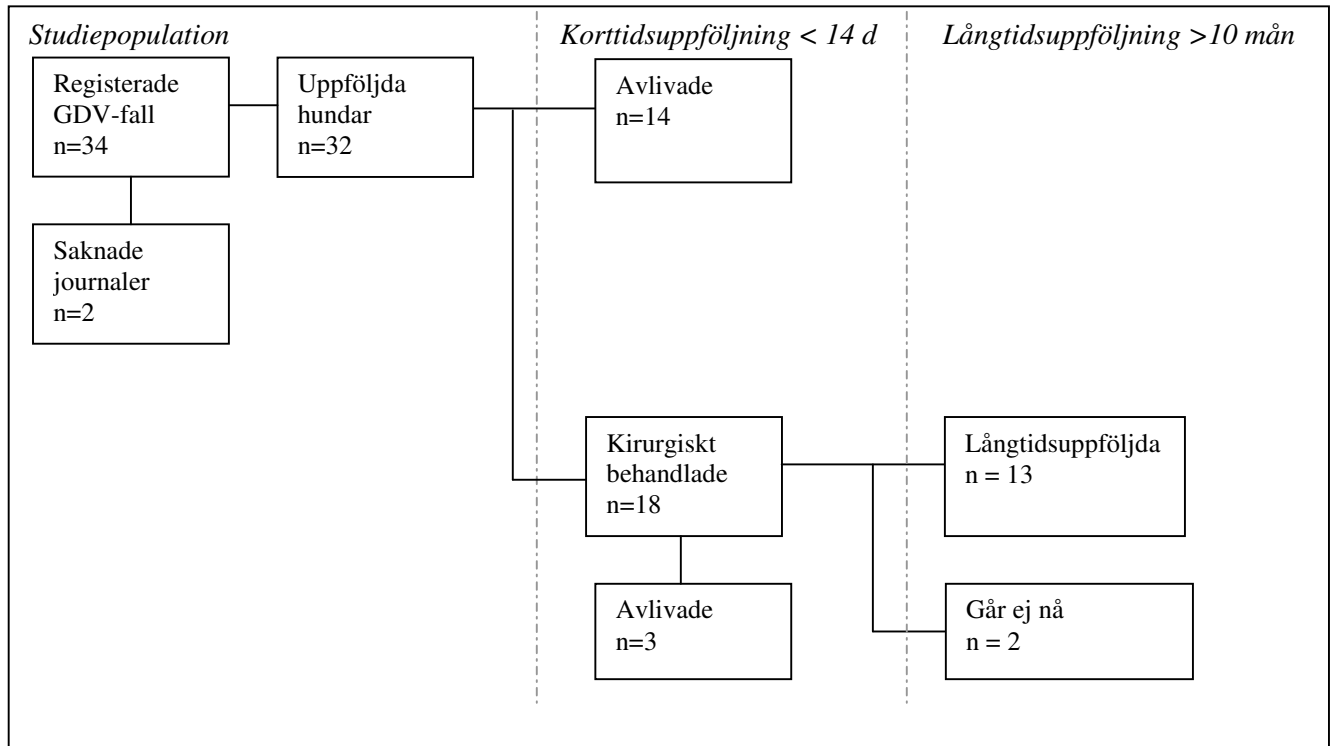 Studiepopulation
Korttidsuppföljning < 14 d
Långtidsuppföljning >10 mån
Registerade
GDV-fall
n=34
Uppföljda
hundar
n=32
Avlivade
n=14
Saknade
journaler
n=2
Kirurgiskt
behandlade
n=18
Långtidsuppföljda
n = 13
Avlivade
n=3
Går ej nå
n = 2